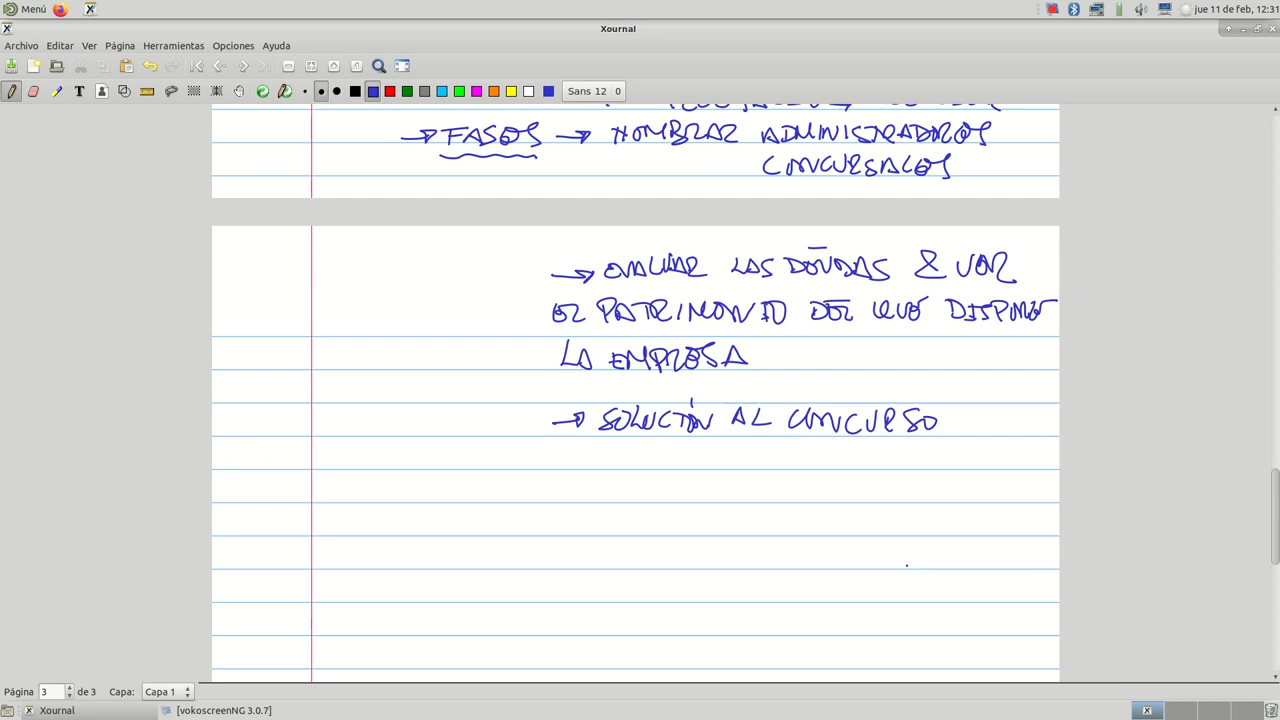 Menú jue 11 de feb, 12:31
Xournal
Archivo Editar Ver Página Herramientas Opciones Ayuda
Sans 12 0
→ FASES → NOMBRAR ADMINISTRADORES
CONCURSALES
→ EVALUAR LAS DEUDAS & VER
EL PATRIMONIO DEL QUE DISPONE
LA EMPRESA
→ SOLUCIÓN AL CONCURSO
Página 3 de 3 Capa: Capa 1
Xournal [vokoscreenNG 3.0.7]